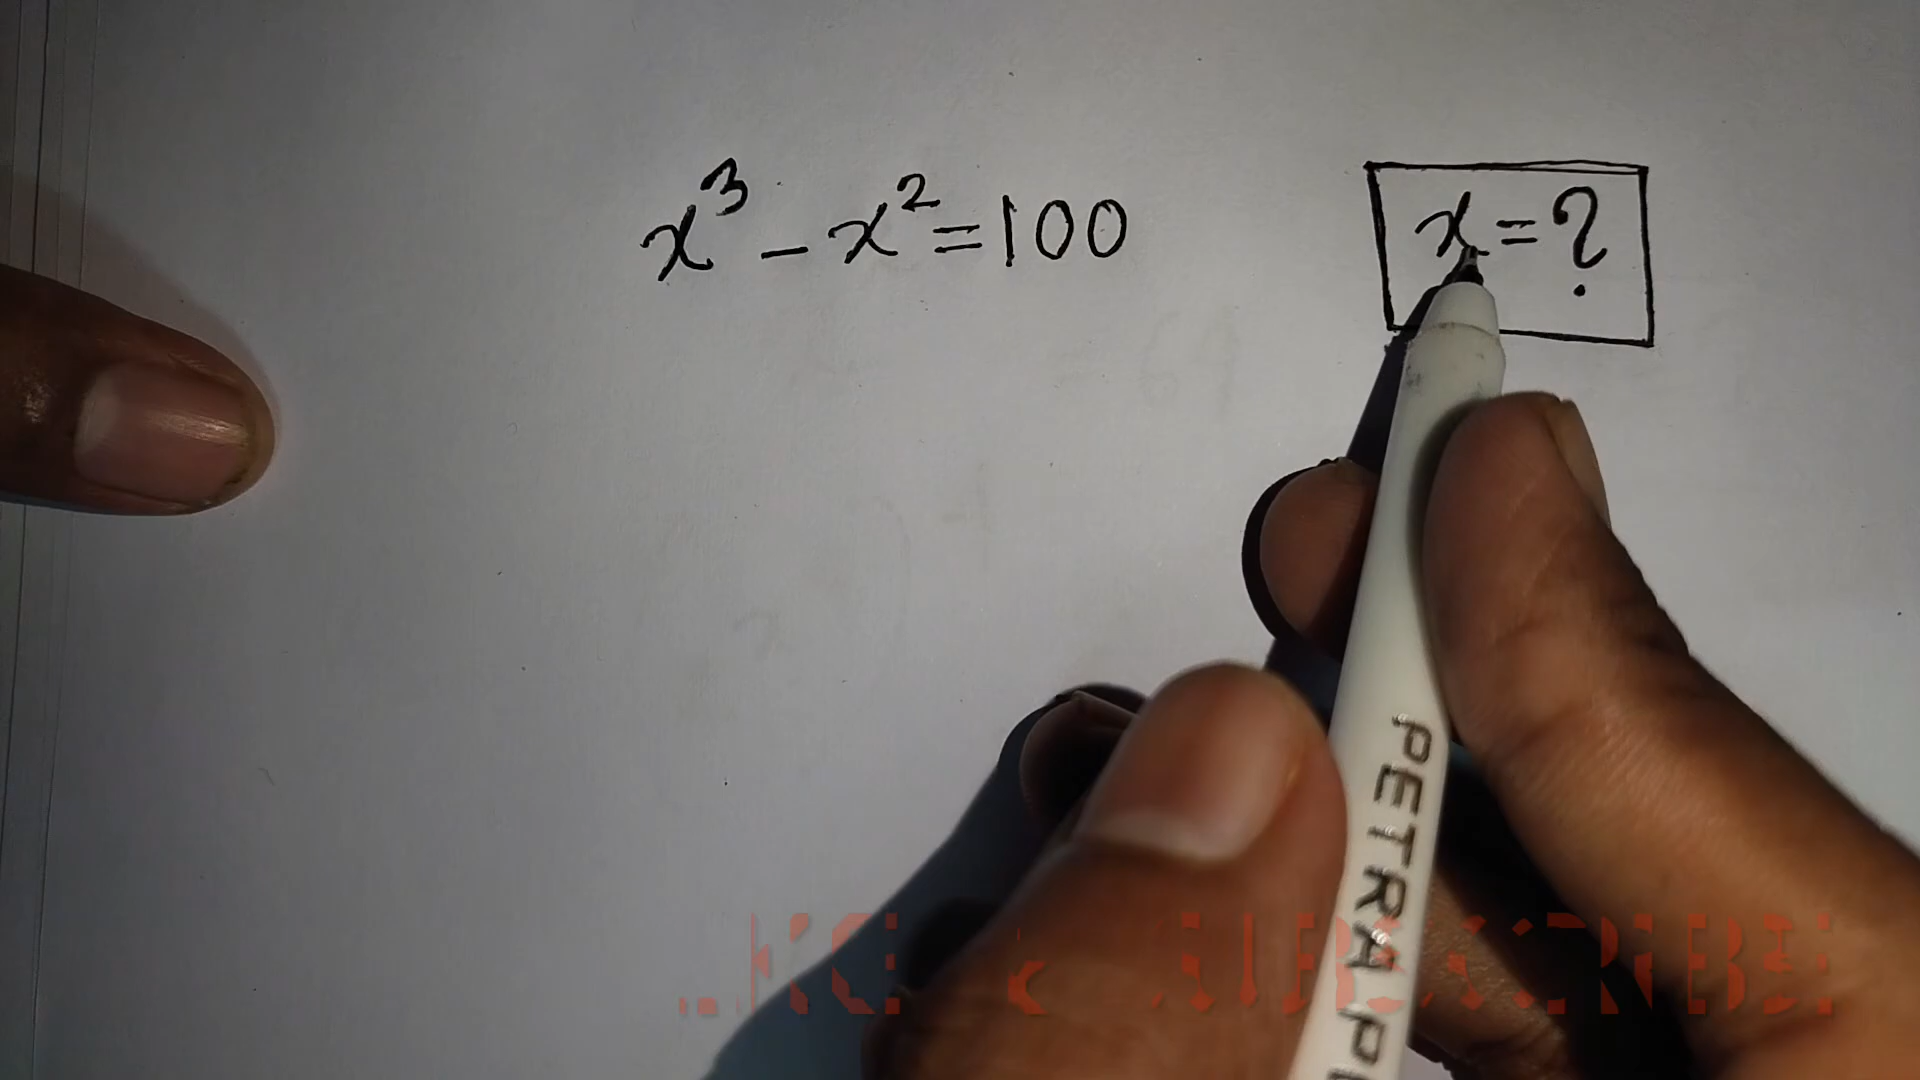 x³ - x² = 100
x = ?
PETRA